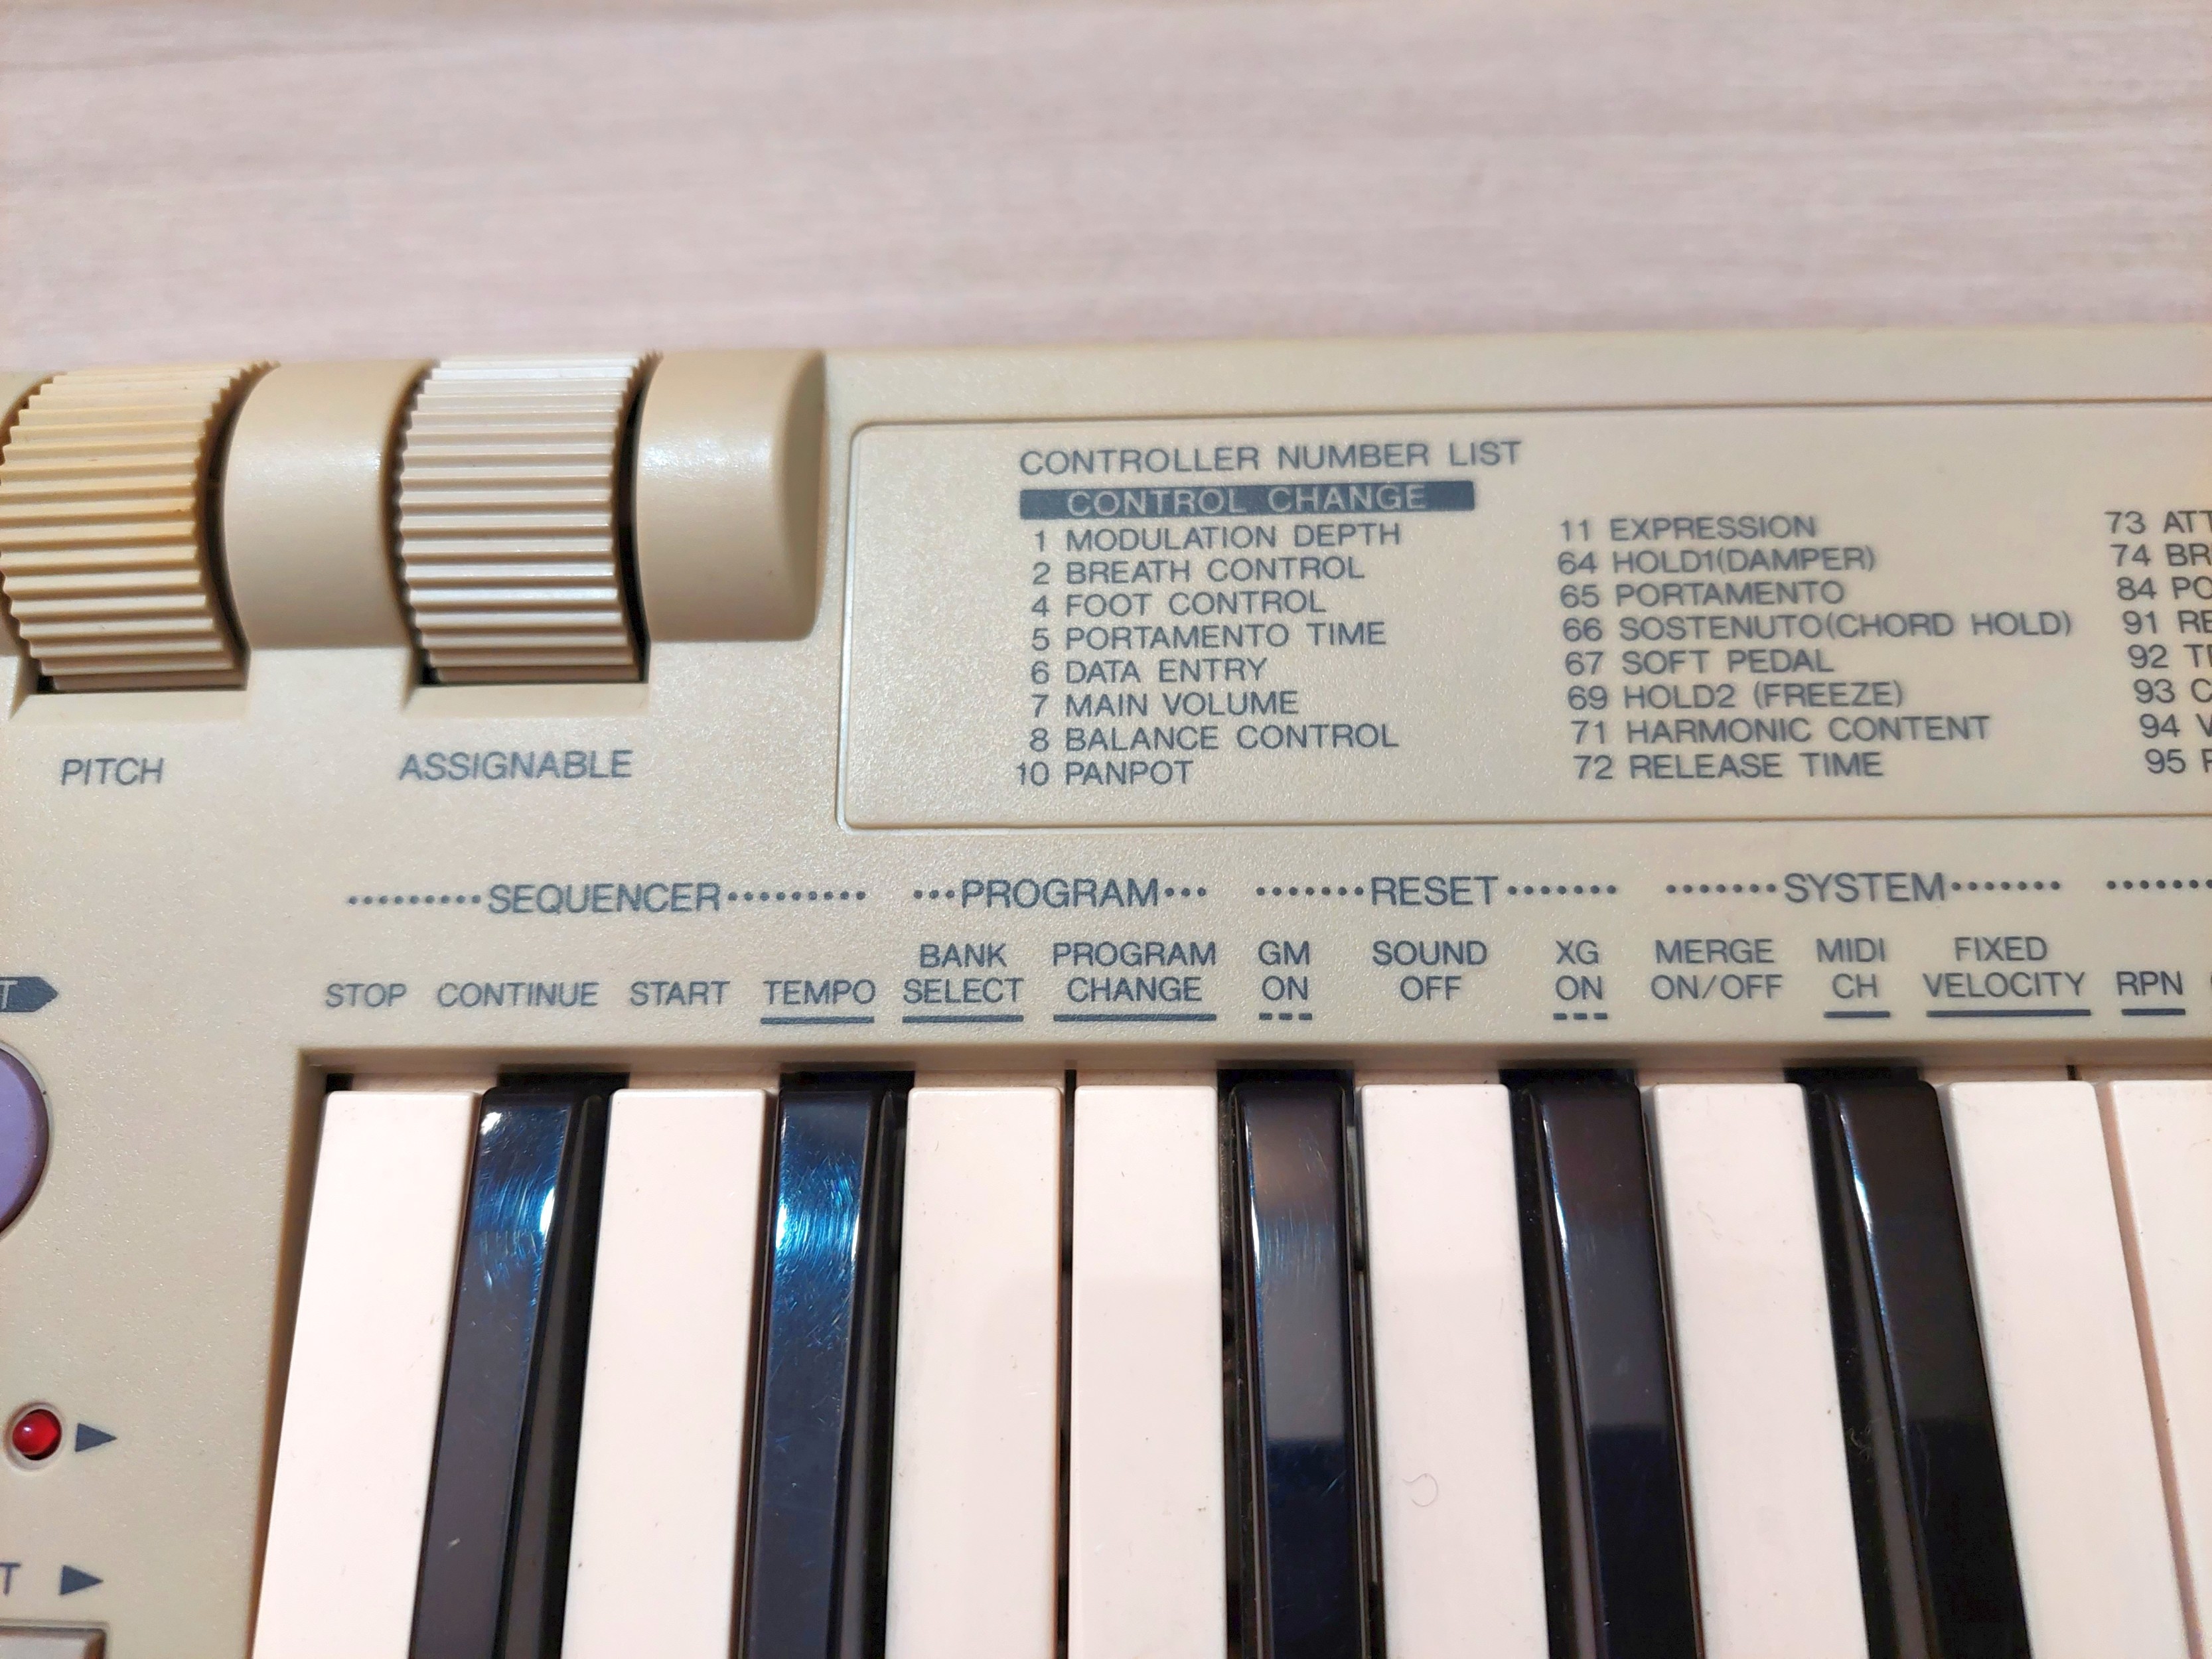 CONTROLLER NUMBER LIST
CONTROL CHANGE
1 MODULATION DEPTH
2 BREATH CONTROL
4 FOOT CONTROL
5 PORTAMENTO TIME
6 DATA ENTRY
7 MAIN VOLUME
8 BALANCE CONTROL
10 PANPOT
11 EXPRESSION
64 HOLD1(DAMPER)
65 PORTAMENTO
66 SOSTENUTO(CHORD HOLD)
67 SOFT PEDAL
69 HOLD2 (FREEZE)
71 HARMONIC CONTENT
72 RELEASE TIME
73
74
84
91
92
93
94
95
PITCH
ASSIGNABLE
SEQUENCER
STOP CONTINUE START TEMPO
PROGRAM
BANK
SELECT
PROGRAM
CHANGE
RESET
GM
ON
SOUND
OFF
XG
ON
SYSTEM
MERGE
ON/OFF
MIDI
CH
FIXED
VELOCITY
RPN